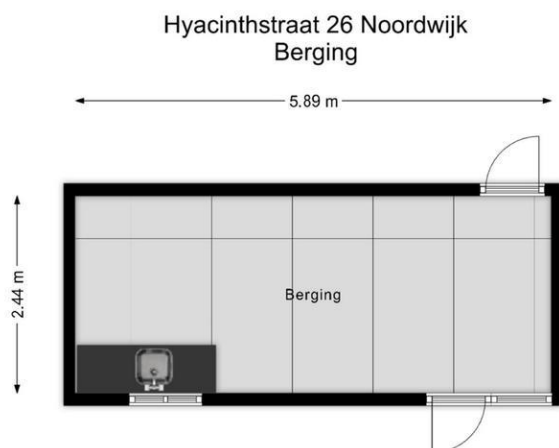 Hyacinthstraat 26 Noordwijk
Berging
5.89 m
2.44 m
Berging